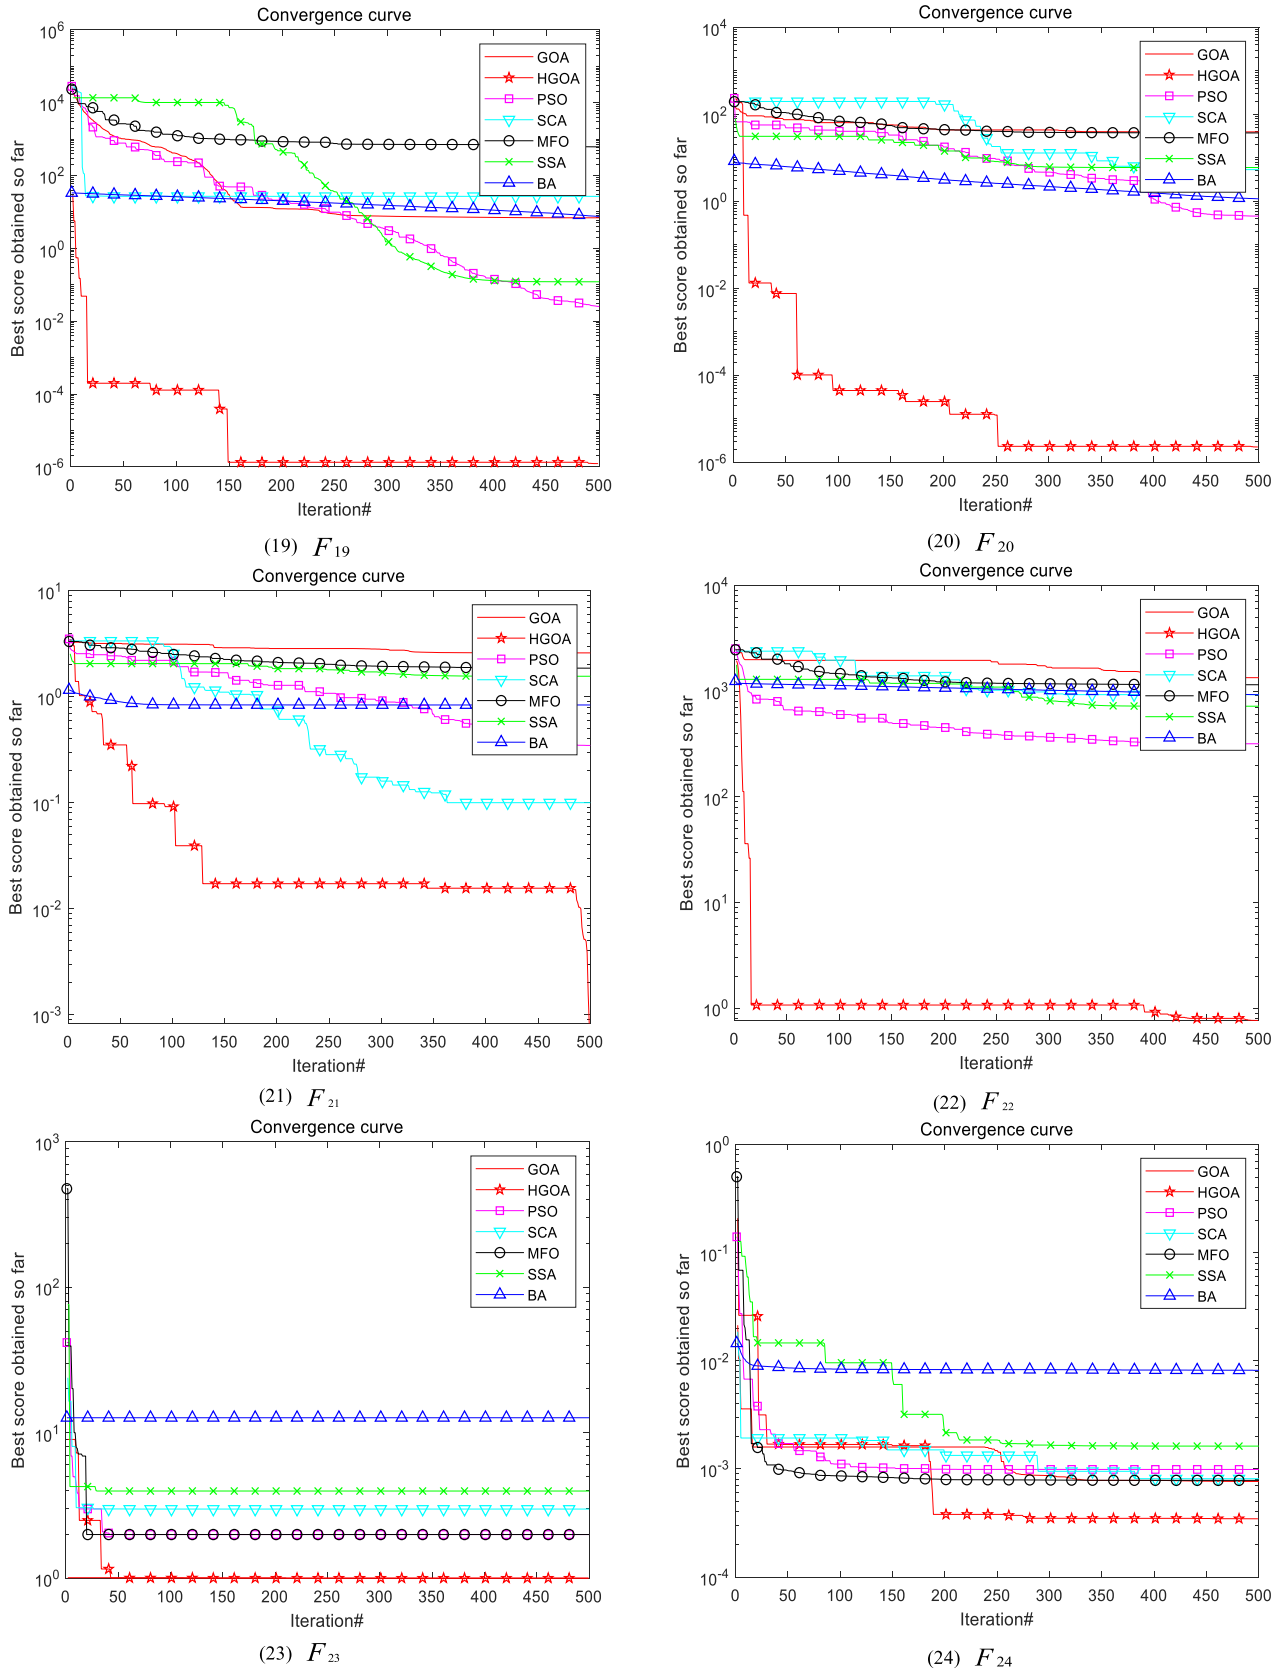 Convergence curve
Best score obtained so far
10^6
10^4
10^2
10^0
10^-2
10^-4
10^-6
GOA
HGOA
PSO
SCA
MFO
SSA
BA
0 50 100 150 200 250 300 350 400 450 500
Iteration#
(19) F19
Convergence curve
Best score obtained so far
10^4
10^2
10^0
10^-2
10^-4
10^-6
GOA
HGOA
PSO
SCA
MFO
SSA
BA
0 50 100 150 200 250 300 350 400 450 500
Iteration#
(20) F20
Convergence curve
Best score obtained so far
10^1
10^0
10^-1
10^-2
10^-3
GOA
HGOA
PSO
SCA
MFO
SSA
BA
0 50 100 150 200 250 300 350 400 450 500
Iteration#
(21) F21
Convergence curve
Best score obtained so far
10^4
10^3
10^2
10^1
10^0
GOA
HGOA
PSO
SCA
MFO
SSA
BA
0 50 100 150 200 250 300 350 400 450 500
Iteration#
(22) F22
Convergence curve
Best score obtained so far
10^3
10^2
10^1
10^0
GOA
HGOA
PSO
SCA
MFO
SSA
BA
0 50 100 150 200 250 300 350 400 450 500
Iteration#
(23) F23
Convergence curve
Best score obtained so far
10^0
10^-1
10^-2
10^-3
10^-4
GOA
HGOA
PSO
SCA
MFO
SSA
BA
0 50 100 150 200 250 300 350 400 450 500
Iteration#
(24) F24